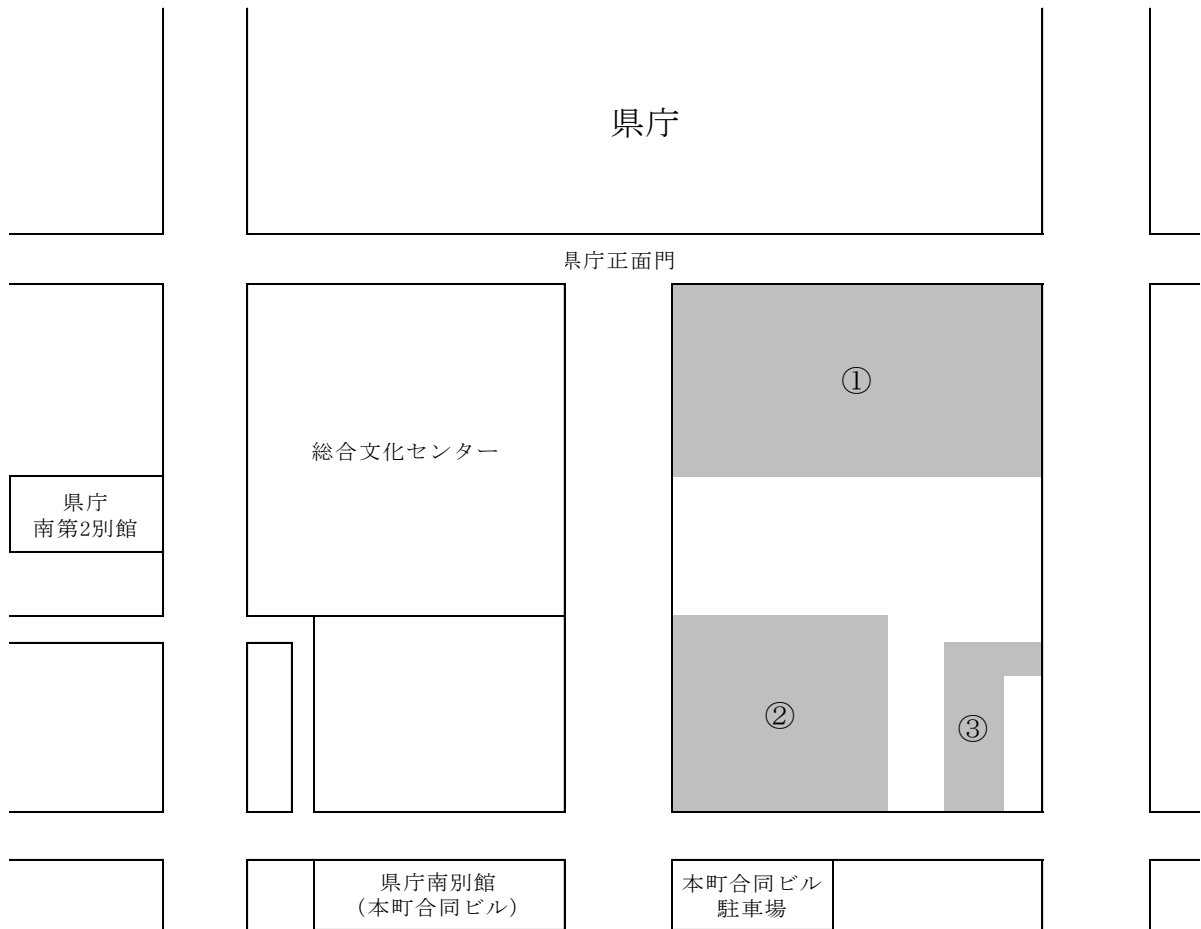 県庁
県庁正面門
①
総合文化センター
県庁
南第2別館
②
③
県庁南別館
(本町合同ビル)
本町合同ビル
駐車場